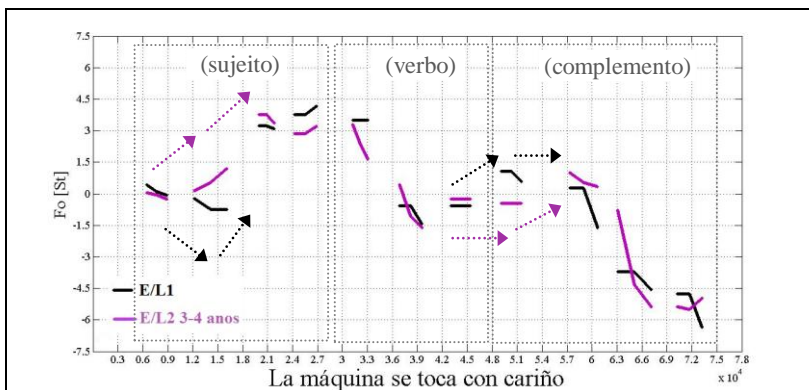 (sujeito) (verbo) (complemento)
7.5
6
4.5
3
1.5
0
-1.5
-3
-4.5
-6
-7.5
Fo [St]
E/L1
E/L2 3-4 anos
0.3 0.6 0.9 1.2 1.5 1.8 2.1 2.4 2.7 3 3.3 3.6 3.9 4.2 4.5 4.8 5.1 5.4 5.7 6 6.3 6.6 6.9 7.2 7.5 7.8
x 10⁴
La máquina se toca con cariño